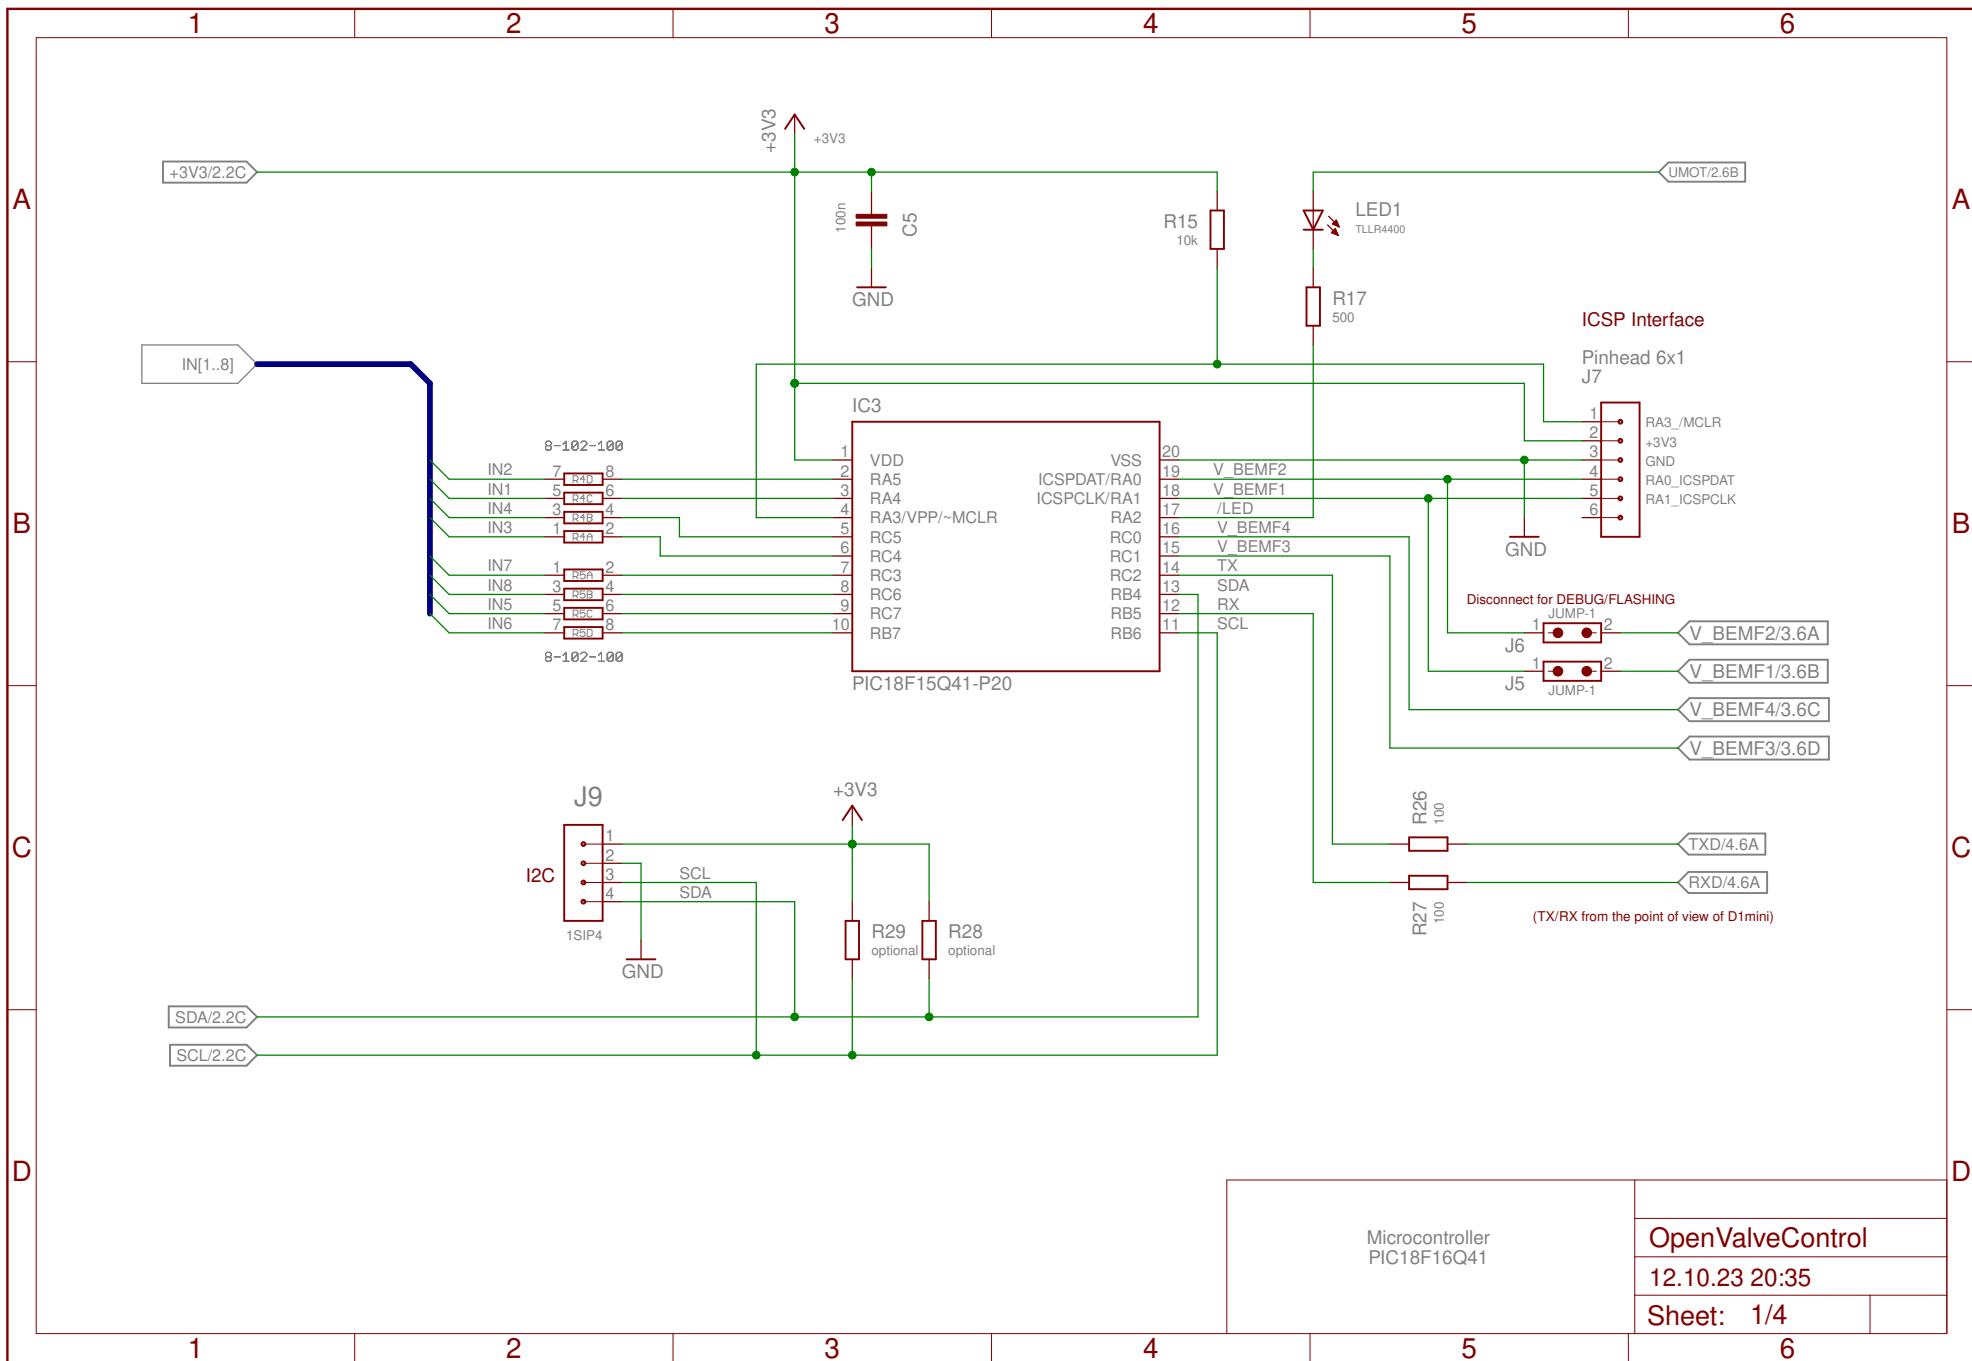 1 2 3 4 5 6
A A
B B
C C
D D
+3V3
+3V3
+3V3/2.2C
UMOT/2.6B
100n
C5
GND
R15
10k
LED1
TLLR4400
R17
500
IN[1..8]
ICSP Interface
Pinhead 6x1
J7
1 RA3_/MCLR
2 +3V3
3 GND
4 RA0_ICSPDAT
5 RA1_ICSPCLK
6
GND
8-102-100
IN2 7 R4D 8
IN1 5 R4C 6
IN4 3 R4B 4
IN3 1 R4A 2
IN7 1 R5A 2
IN8 3 R5B 4
IN5 5 R5C 6
IN6 7 R5D 8
8-102-100
IC3
1 VDD VSS 20
2 RA5 ICSPDAT/RA0 19 V_BEMF2
3 RA4 ICSPCLK/RA1 18 V_BEMF1
4 RA3/VPP/~MCLR RA2 17 /LED
5 RC5 RC0 16 V_BEMF4
6 RC4 RC1 15 V_BEMF3
7 RC3 RC2 14 TX
8 RC6 RB4 13 SDA
9 RC7 RB5 12 RX
10 RB7 RB6 11 SCL
PIC18F15Q41-P20
Disconnect for DEBUG/FLASHING
JUMP-1
J6 1 2
V_BEMF2/3.6A
J5 1 2
JUMP-1
V_BEMF1/3.6B
V_BEMF4/3.6C
V_BEMF3/3.6D
J9
1
2
3 SCL
4 SDA
I2C
1SIP4
GND
+3V3
R29
optional
R28
optional
R26
100
TXD/4.6A
R27
100
RXD/4.6A
(TX/RX from the point of view of D1mini)
SDA/2.2C
SCL/2.2C
Microcontroller
PIC18F16Q41
OpenValveControl
12.10.23 20:35
Sheet: 1/4
1 2 3 4 5 6